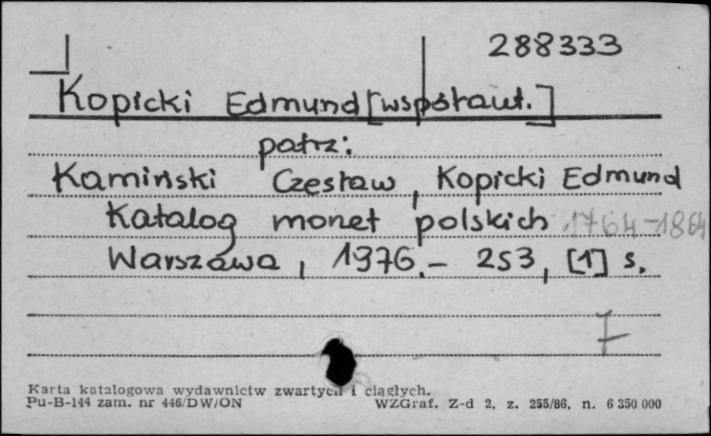 288333
Kopicki Edmund [współaut.]
patrz:
Kamiński Czesław, Kopicki Edmund
Katalog monet polskich 1764-1864
Warszawa, 1976.- 253, [1] s.
7
Karta katalogowa wydawnictw zwartych i ciągłych.
Pu-B-144 zam. nr 446/DW/ON WZGraf. Z-d 2, z. 255/86, n. 6 350 000